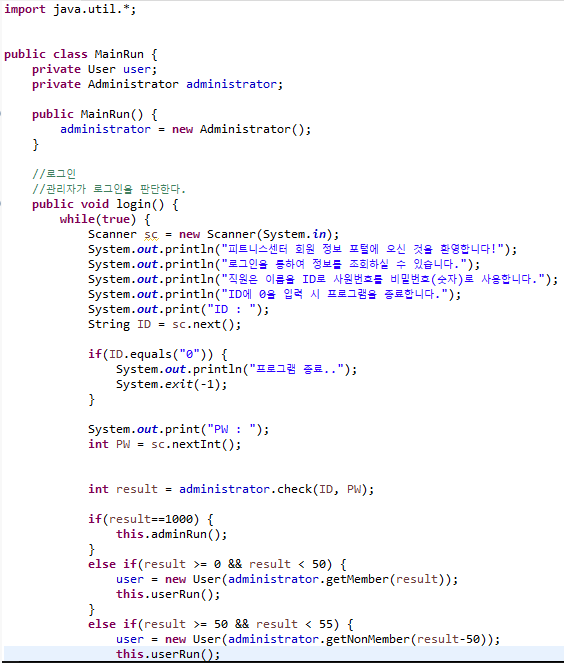 import java.util.*;
public class MainRun {
private User user;
private Administrator administrator;
public MainRun() {
administrator = new Administrator();
}
//로그인
//관리자가 로그인을 판단한다.
public void login() {
while(true) {
Scanner sc = new Scanner(System.in);
System.out.println("피트니스센터 회원 정보 포털에 오신 것을 환영합니다!");
System.out.println("로그인을 통하여 정보를 조회하실 수 있습니다.");
System.out.println("직원은 이름을 ID로 사원번호를 비밀번호(숫자)로 사용합니다.");
System.out.println("ID에 0을 입력 시 프로그램을 종료합니다.");
System.out.print("ID : ");
String ID = sc.next();
if(ID.equals("0")) {
System.out.println("프로그램 종료..");
System.exit(-1);
}
System.out.print("PW : ");
int PW = sc.nextInt();
int result = administrator.check(ID, PW);
if(result==1000) {
this.adminRun();
}
else if(result >= 0 && result < 50) {
user = new User(administrator.getMember(result));
this.userRun();
}
else if(result >= 50 && result < 55) {
user = new User(administrator.getNonMember(result-50));
this.userRun();